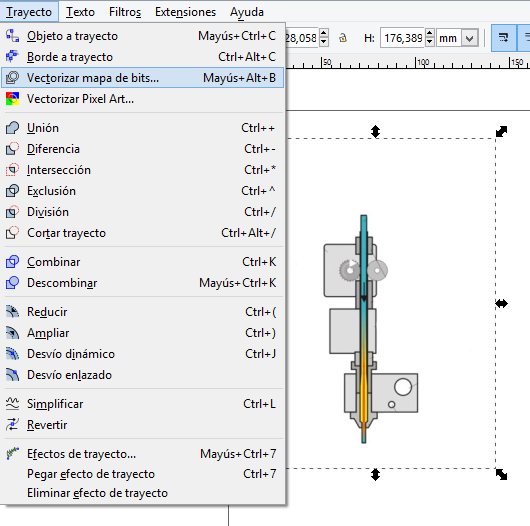 Trayecto Texto Filtros Extensiones Ayuda
28,058 H: 176,389 mm
50 100 150
Objeto a trayecto Mayús+Ctrl+C
Borde a trayecto Ctrl+Alt+C
Vectorizar mapa de bits... Mayús+Alt+B
Vectorizar Pixel Art...
Unión Ctrl++
Diferencia Ctrl+-
Intersección Ctrl+*
Exclusión Ctrl+^
División Ctrl+/
Cortar trayecto Ctrl+Alt+/
Combinar Ctrl+K
Descombinar Mayús+Ctrl+K
Reducir Ctrl+(
Ampliar Ctrl+)
Desvío dinámico Ctrl+J
Desvío enlazado
Simplificar Ctrl+L
Revertir
Efectos de trayecto... Mayús+Ctrl+7
Pegar efecto de trayecto Ctrl+7
Eliminar efecto de trayecto